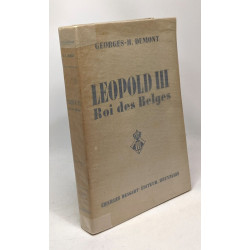 GEORGES-H. DUMONT
LEOPOLD III
Roi des Belges
CHARLES DESSART, ÉDITEUR, BRUXELLES